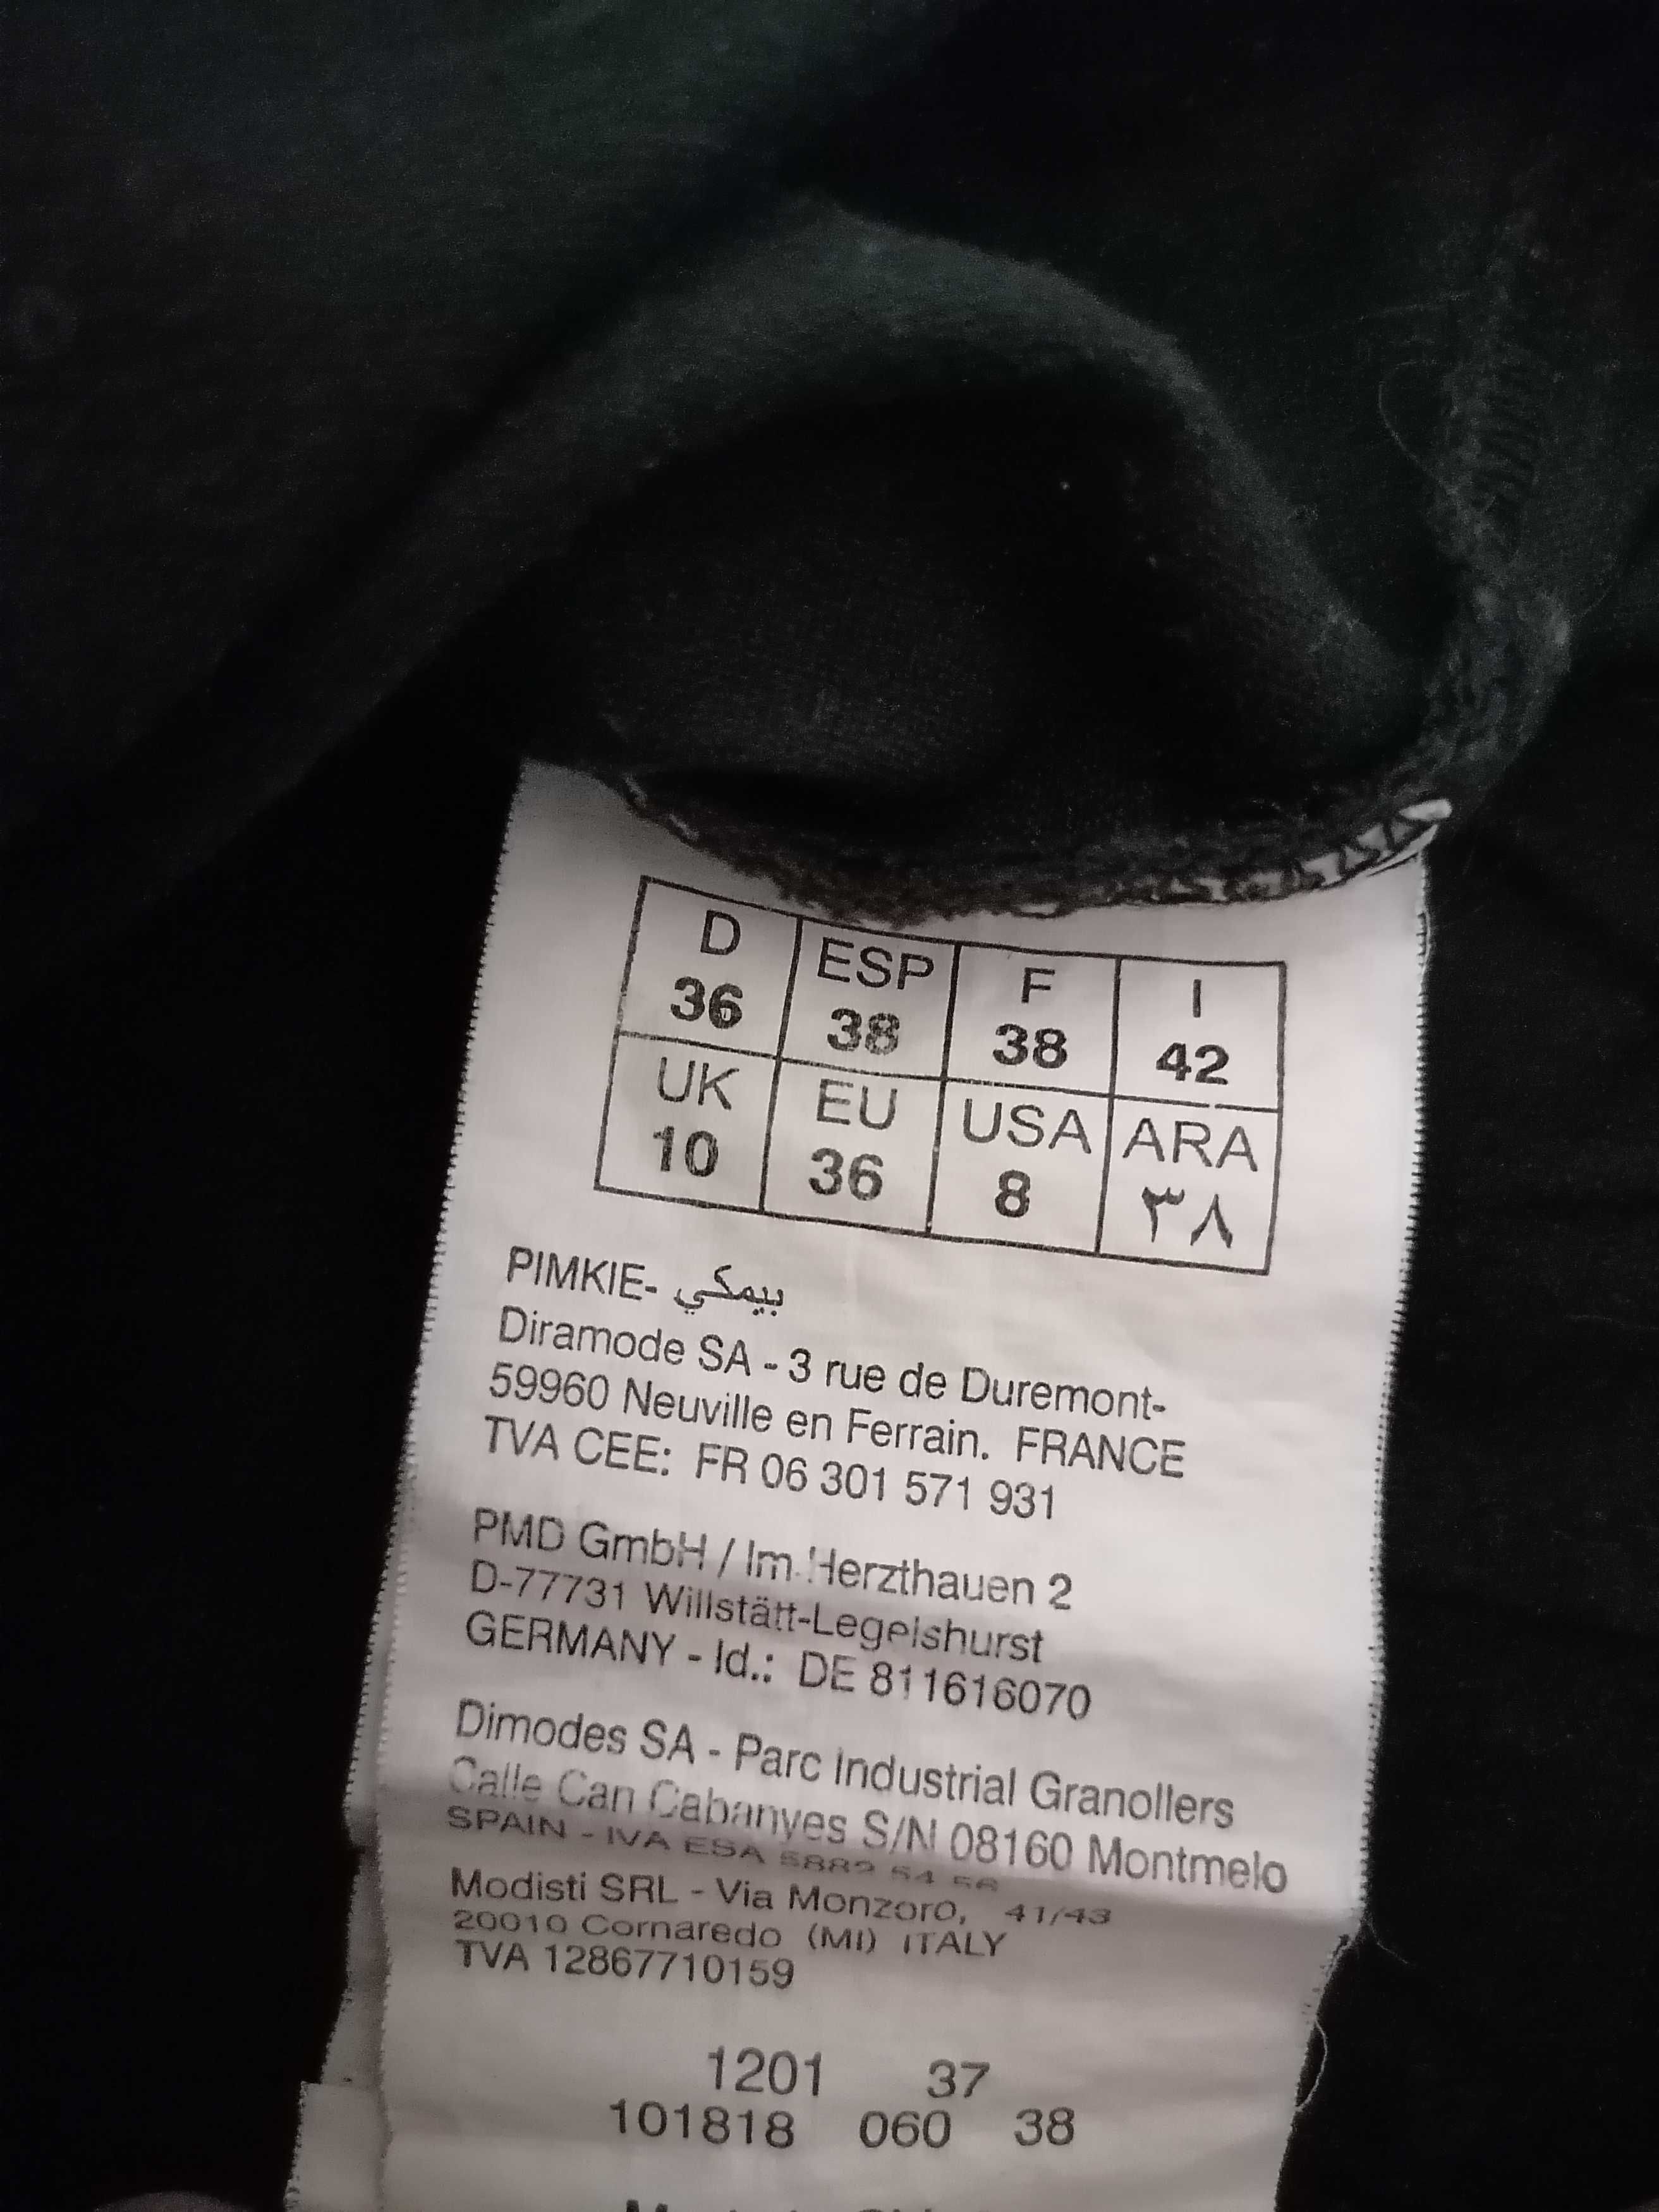 D ESP F I
36 38 38 42
UK EU USA ARA
10 36 8 ٣٨
PIMKIE- بيمكي
Diramode SA - 3 rue de Duremont-
59960 Neuville en Ferrain. FRANCE
TVA CEE: FR 06 301 571 931
PMD GmbH / Im Herzthauen 2
D-77731 Willstätt-Legelshurst
GERMANY - Id.: DE 811616070
Dimodes SA - Parc Industrial Granollers
Calle Can Cabanyes S/N 08160 Montmelo
SPAIN - IVA ESA
Modisti SRL - Via Monzoro, 41/43
20010 Cornaredo (MI) ITALY
TVA 12867710159
1201 37
101818 060 38